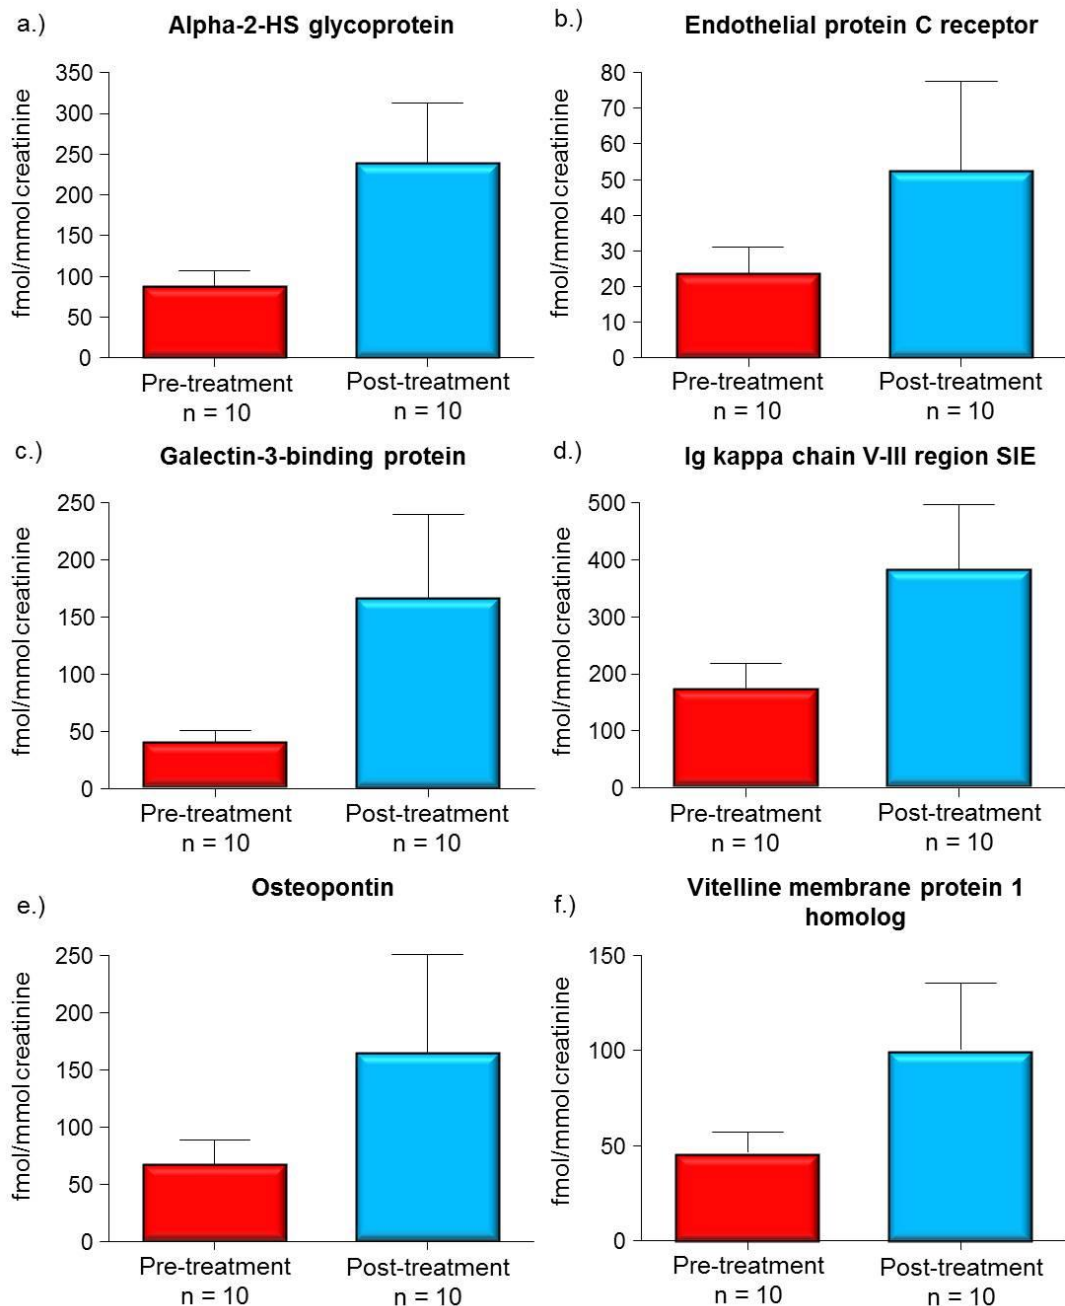 a.)
Alpha-2-HS glycoprotein
fmol/mmol creatinine
350
300
250
200
150
100
50
0
Pre-treatment
n = 10
Post-treatment
n = 10
b.)
Endothelial protein C receptor
fmol/mmol creatinine
80
70
60
50
40
30
20
10
0
Pre-treatment
n = 10
Post-treatment
n = 10
c.)
Galectin-3-binding protein
fmol/mmol creatinine
250
200
150
100
50
0
Pre-treatment
n = 10
Post-treatment
n = 10
d.)
Ig kappa chain V-III region SIE
fmol/mmol creatinine
500
400
300
200
100
0
Pre-treatment
n = 10
Post-treatment
n = 10
e.)
Osteopontin
fmol/mmol creatinine
250
200
150
100
50
0
Pre-treatment
n = 10
Post-treatment
n = 10
f.)
Vitelline membrane protein 1
homolog
fmol/mmol creatinine
150
100
50
0
Pre-treatment
n = 10
Post-treatment
n = 10